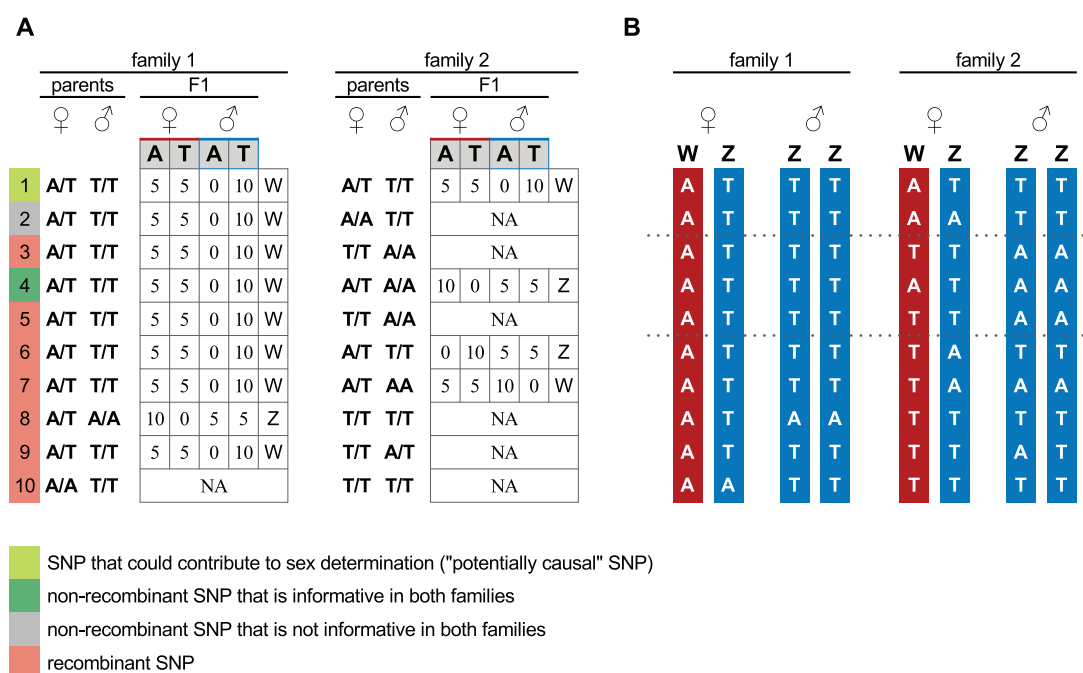 A
B
family 1
family 2
family 1
family 2
parents
F1
parents
F1
♀ ♂ ♀ ♂
♀ ♂ ♀ ♂
♀ ♂
♀ ♂
A T A T
A T A T
W Z Z Z
W Z Z Z
1 A/T T/T 5 5 0 10 W A/T T/T 5 5 0 10 W A T T T A T T T
2 A/T T/T 5 5 0 10 W A/A T/T NA A T T T A A T T
3 A/T T/T 5 5 0 10 W T/T A/A NA A T T T T T A A
4 A/T T/T 5 5 0 10 W A/T A/A 10 0 5 5 Z A T T T A T A A
5 A/T T/T 5 5 0 10 W T/T A/A NA A T T T T T A A
6 A/T T/T 5 5 0 10 W A/T T/T 0 10 5 5 Z A T T T T A T T
7 A/T T/T 5 5 0 10 W A/T AA 5 5 10 0 W A T T T T A A T
8 A/T A/A 10 0 5 5 Z T/T T/T NA A T A A T T T T
9 A/T T/T 5 5 0 10 W T/T A/T NA A T T T T T A T
10 A/A T/T NA T/T T/T NA A A T T T T T T
SNP that could contribute to sex determination ("potentially causal" SNP)
non-recombinant SNP that is informative in both families
non-recombinant SNP that is not informative in both families
recombinant SNP